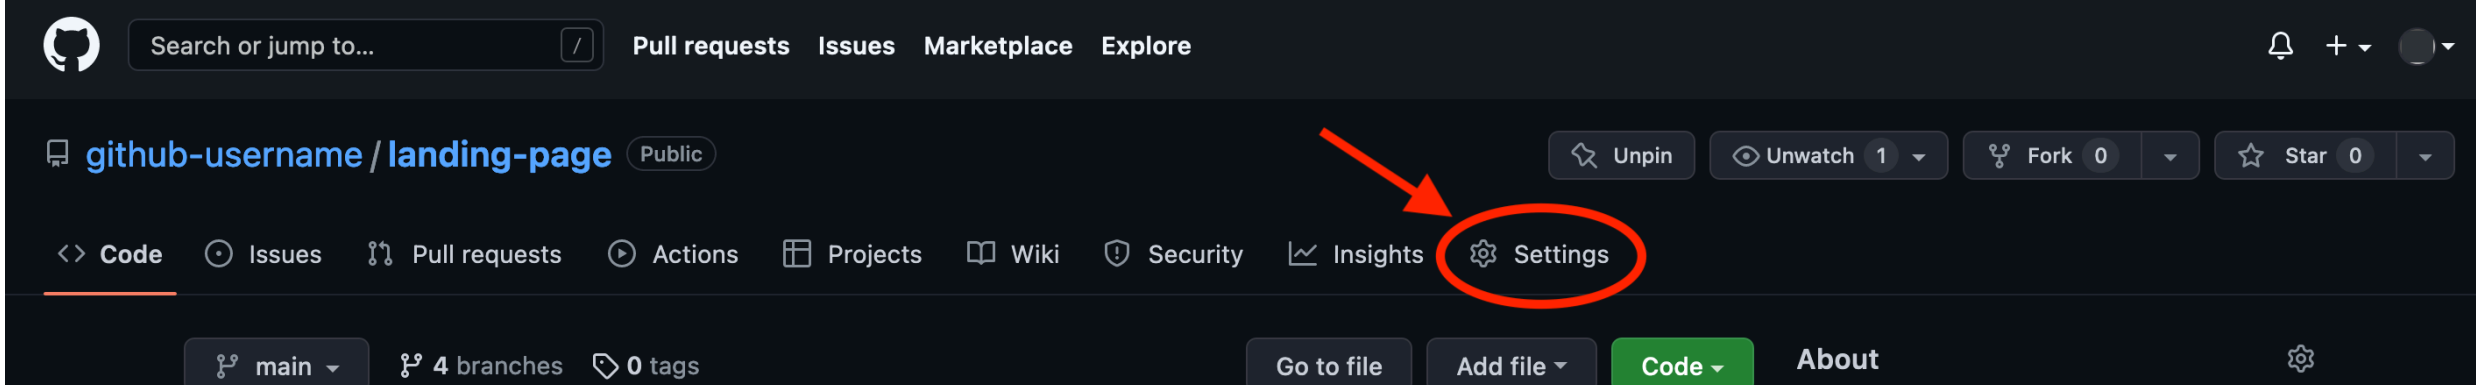 Search or jump to... / Pull requests Issues Marketplace Explore
github-username / landing-page Public Unpin Unwatch 1 Fork 0 Star 0
<> Code Issues Pull requests Actions Projects Wiki Security Insights Settings
main 4 branches 0 tags Go to file Add file Code About